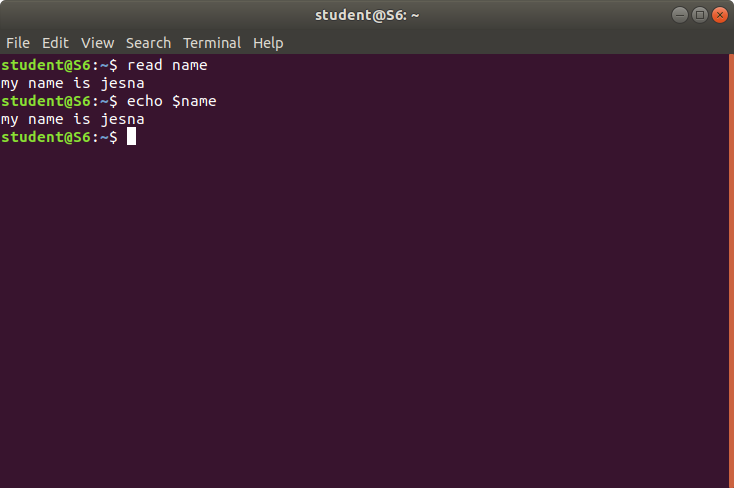 student@S6: ~
File Edit View Search Terminal Help
student@S6:~$ read name
my name is jesna
student@S6:~$ echo $name
my name is jesna
student@S6:~$